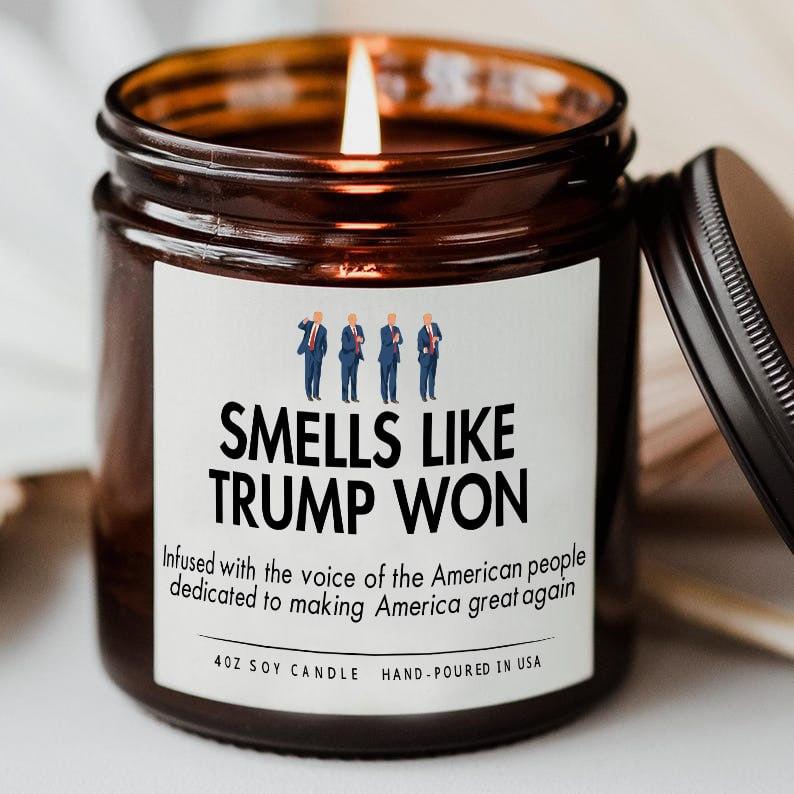 SMELLS LIKE
TRUMP WON
Infused with the voice of the American people
dedicated to making America great again
4OZ SOY CANDLE HAND-POURED IN USA